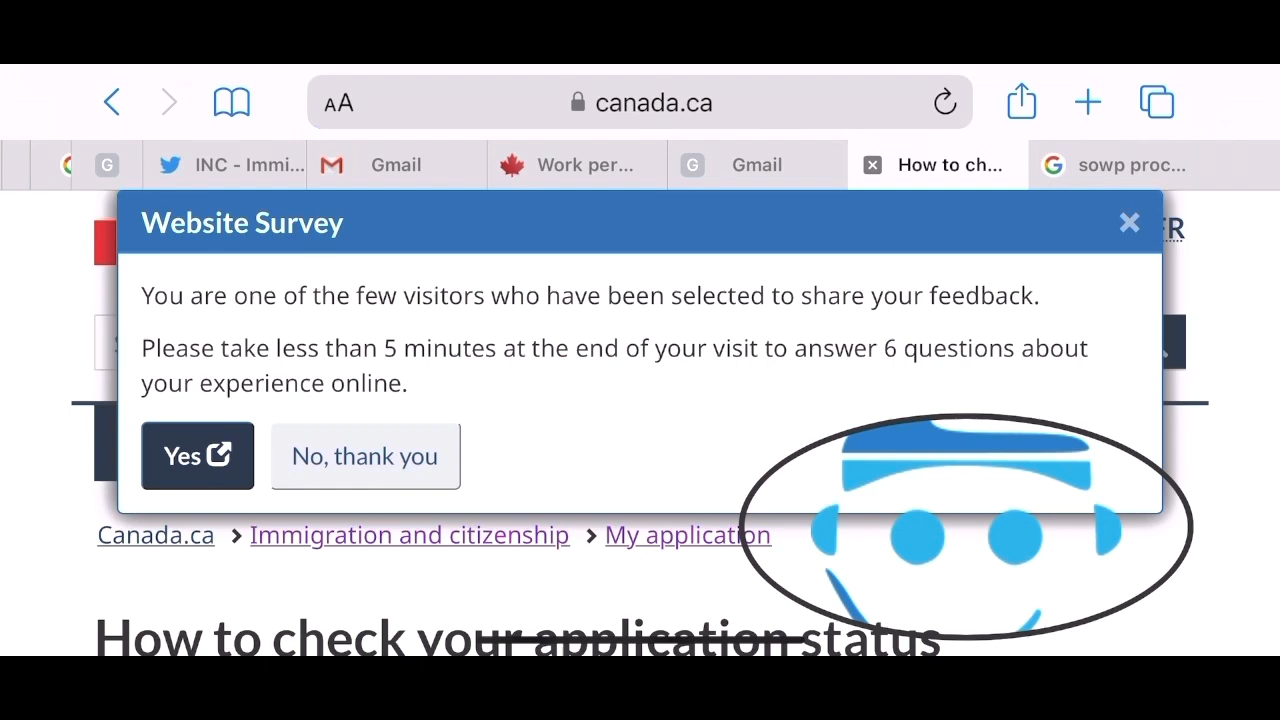 AA canada.ca
G INC - Immi... Gmail Work per... G Gmail How to ch... G sowp proc...
Website Survey
FR
You are one of the few visitors who have been selected to share your feedback.
Please take less than 5 minutes at the end of your visit to answer 6 questions about
your experience online.
Yes No, thank you
Canada.ca > Immigration and citizenship > My application
How to check your application status